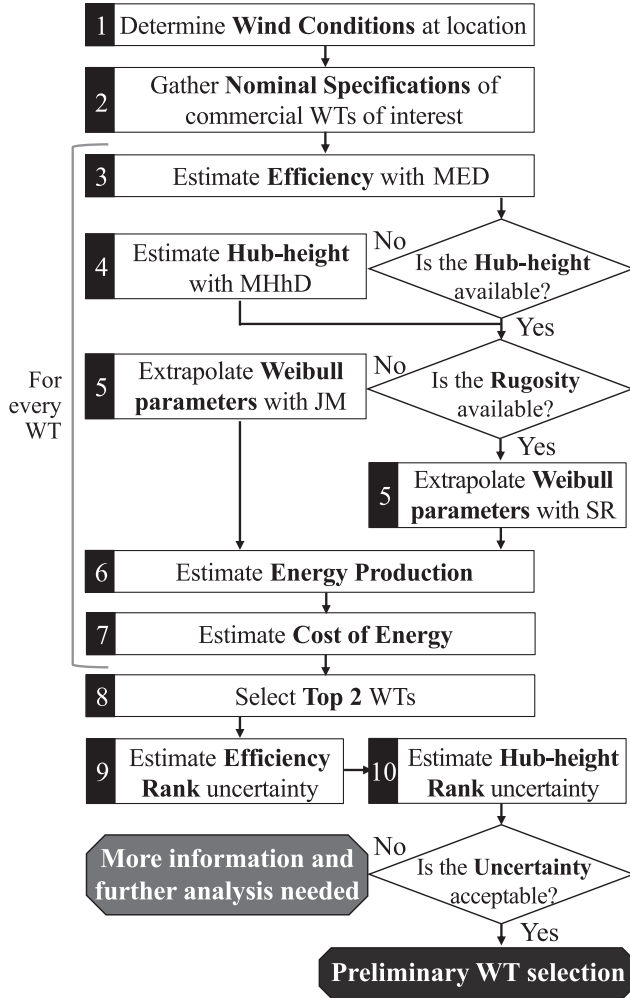 1 Determine Wind Conditions at location
2 Gather Nominal Specifications of
commercial WTs of interest
For
every
WT
3 Estimate Efficiency with MED
Is the Hub-height
available?
No
4 Estimate Hub-height
with MHhD
Yes
Is the Rugosity
available?
No
5 Extrapolate Weibull
parameters with JM
Yes
5 Extrapolate Weibull
parameters with SR
6 Estimate Energy Production
7 Estimate Cost of Energy
8 Select Top 2 WTs
9 Estimate Efficiency
Rank uncertainty
10 Estimate Hub-height
Rank uncertainty
Is the Uncertainty
acceptable?
No
More information and
further analysis needed
Yes
Preliminary WT selection